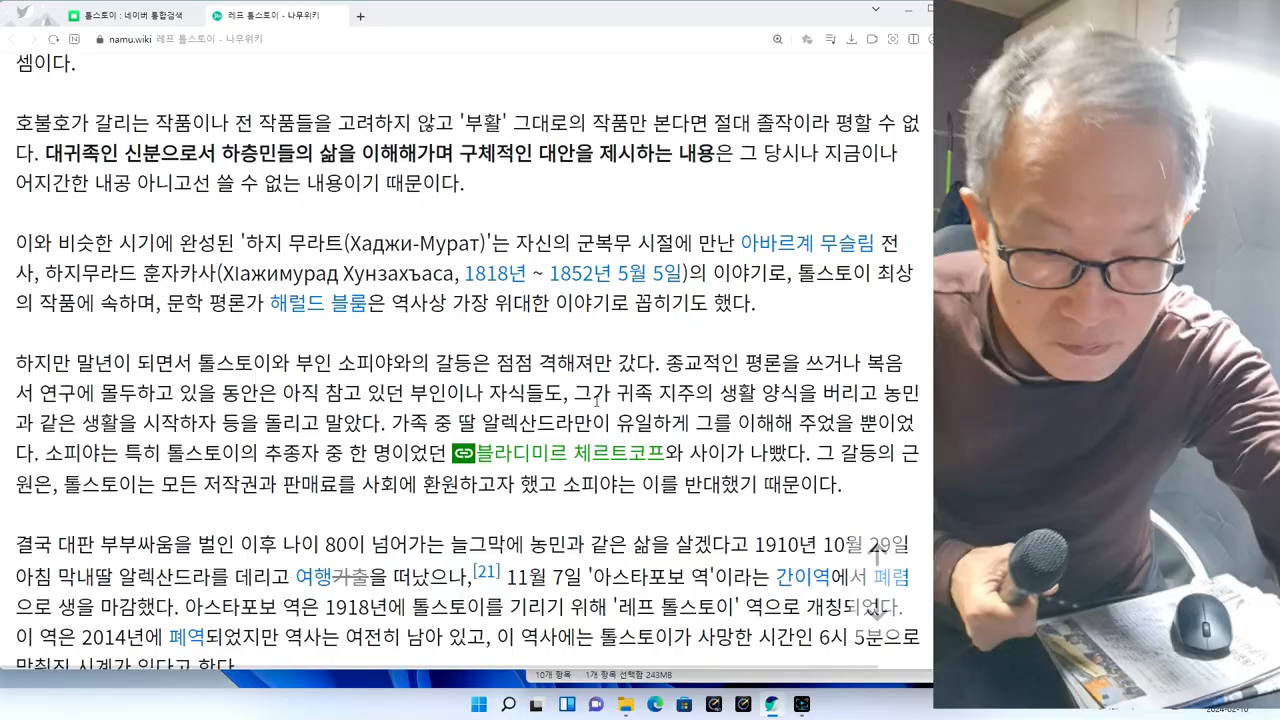 톨스토이 : 네이버 통합검색
레프 톨스토이 - 나무위키
namu.wiki 레프 톨스토이 - 나무위키
셈이다.
호불호가 갈리는 작품이나 전 작품들을 고려하지 않고 '부활' 그대로의 작품만 본다면 절대 졸작이라 평할 수 없
다. 대귀족인 신분으로서 하층민들의 삶을 이해해가며 구체적인 대안을 제시하는 내용은 그 당시나 지금이나
어지간한 내공 아니고선 쓸 수 없는 내용이기 때문이다.
이와 비슷한 시기에 완성된 '하지 무라트(Хаджи-Мурат)'는 자신의 군복무 시절에 만난 아바르계 무슬림 전
사, 하지무라드 훈자카사(ХӀажимурад Хунзахъаса, 1818년 ~ 1852년 5월 5일)의 이야기로, 톨스토이 최상
의 작품에 속하며, 문학 평론가 해럴드 블룸은 역사상 가장 위대한 이야기로 꼽히기도 했다.
하지만 말년이 되면서 톨스토이와 부인 소피야와의 갈등은 점점 격해져만 갔다. 종교적인 평론을 쓰거나 복음
서 연구에 몰두하고 있을 동안은 아직 참고 있던 부인이나 자식들도, 그가 귀족 지주의 생활 양식을 버리고 농민
과 같은 생활을 시작하자 등을 돌리고 말았다. 가족 중 딸 알렉산드라만이 유일하게 그를 이해해 주었을 뿐이었
다. 소피야는 특히 톨스토이의 추종자 중 한 명이었던 블라디미르 체르트코프와 사이가 나빴다. 그 갈등의 근
원은, 톨스토이는 모든 저작권과 판매료를 사회에 환원하고자 했고 소피야는 이를 반대했기 때문이다.
결국 대판 부부싸움을 벌인 이후 나이 80이 넘어가는 늘그막에 농민과 같은 삶을 살겠다고 1910년 10월 29일
아침 막내딸 알렉산드라를 데리고 여행가출을 떠났으나,[21] 11월 7일 '아스타포보 역'이라는 간이역에서 폐렴
으로 생을 마감했다. 아스타포보 역은 1918년에 톨스토이를 기리기 위해 '레프 톨스토이' 역으로 개칭되었다.
이 역은 2014년에 폐역되었지만 역사는 여전히 남아 있고, 이 역사에는 톨스토이가 사망한 시간인 6시 5분으로
맞춰진 시계가 있다고 한다.
10개 항목 1개 항목 선택함 243MB